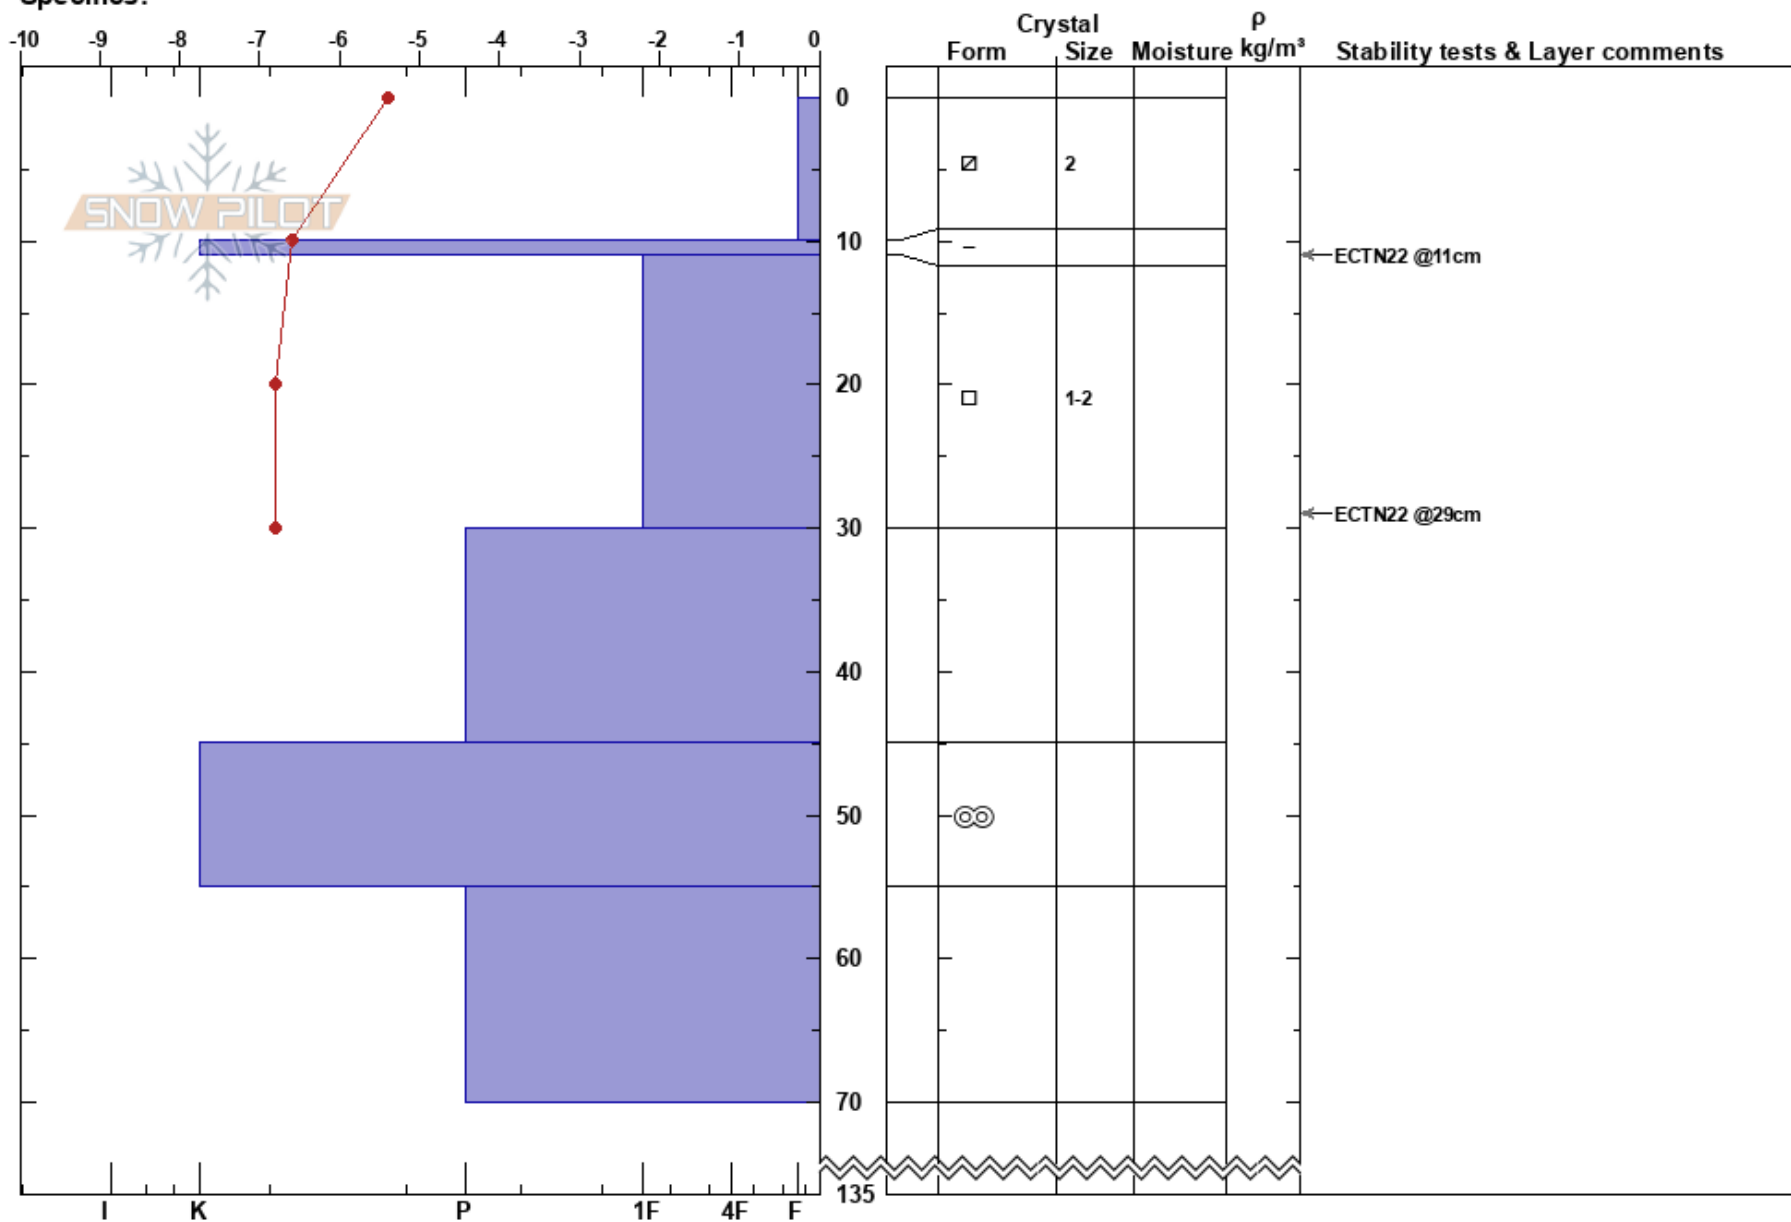 Specifics:
-10 -9 -8 -7 -6 -5 -4 -3 -2 -1 0
Crystal ρ
Form Size Moisture kg/m³ Stability tests & Layer comments
0
2
SNOW PILOT
10
ECTN22 @11cm
20
1-2
ECTN22 @29cm
30
40
50
60
70
135
I K P 1F 4F F